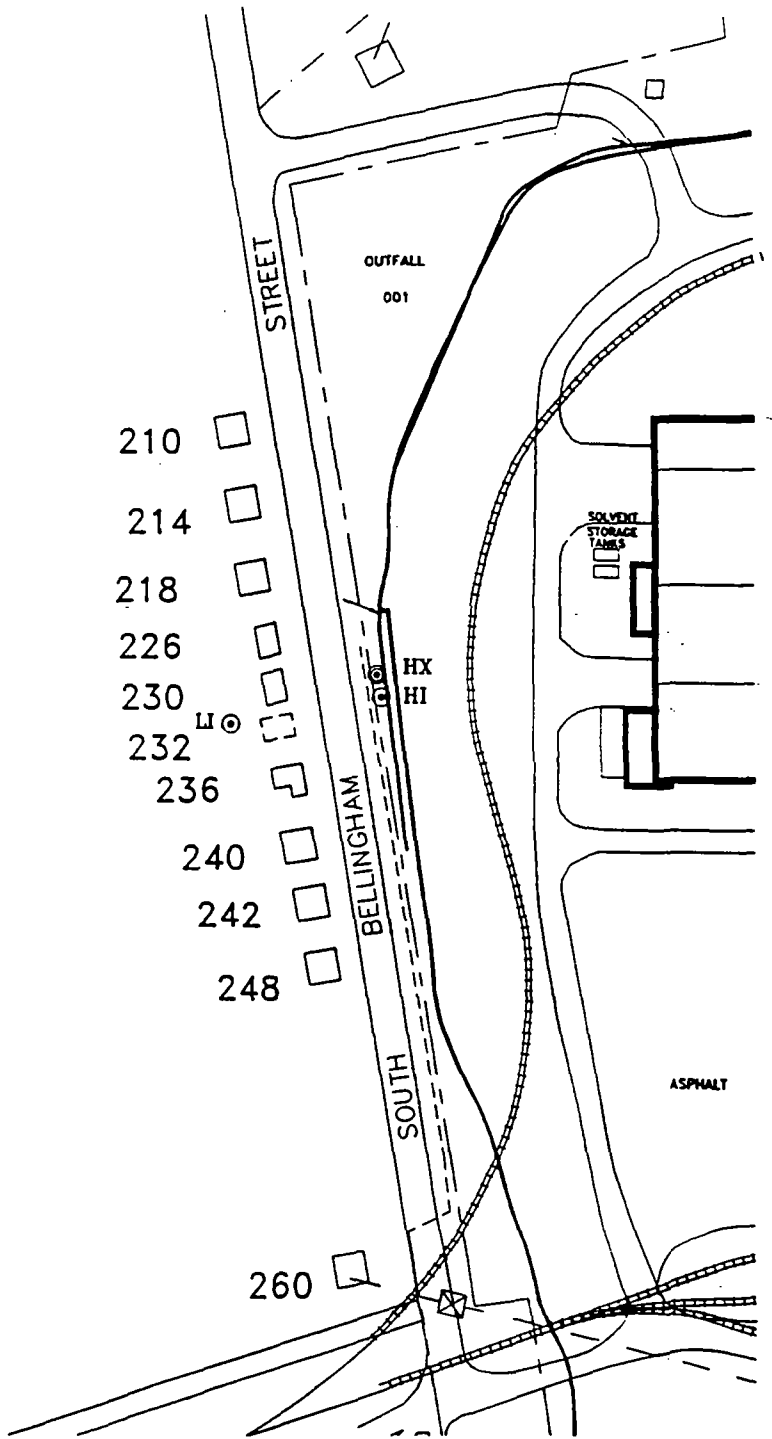 OUTFALL
001
STREET
210
214
SOLVENT
STORAGE
TANKS
218
226
HX
230
HI
LI
232
236
BELLINGHAM
240
242
248
SOUTH
ASPHALT
260